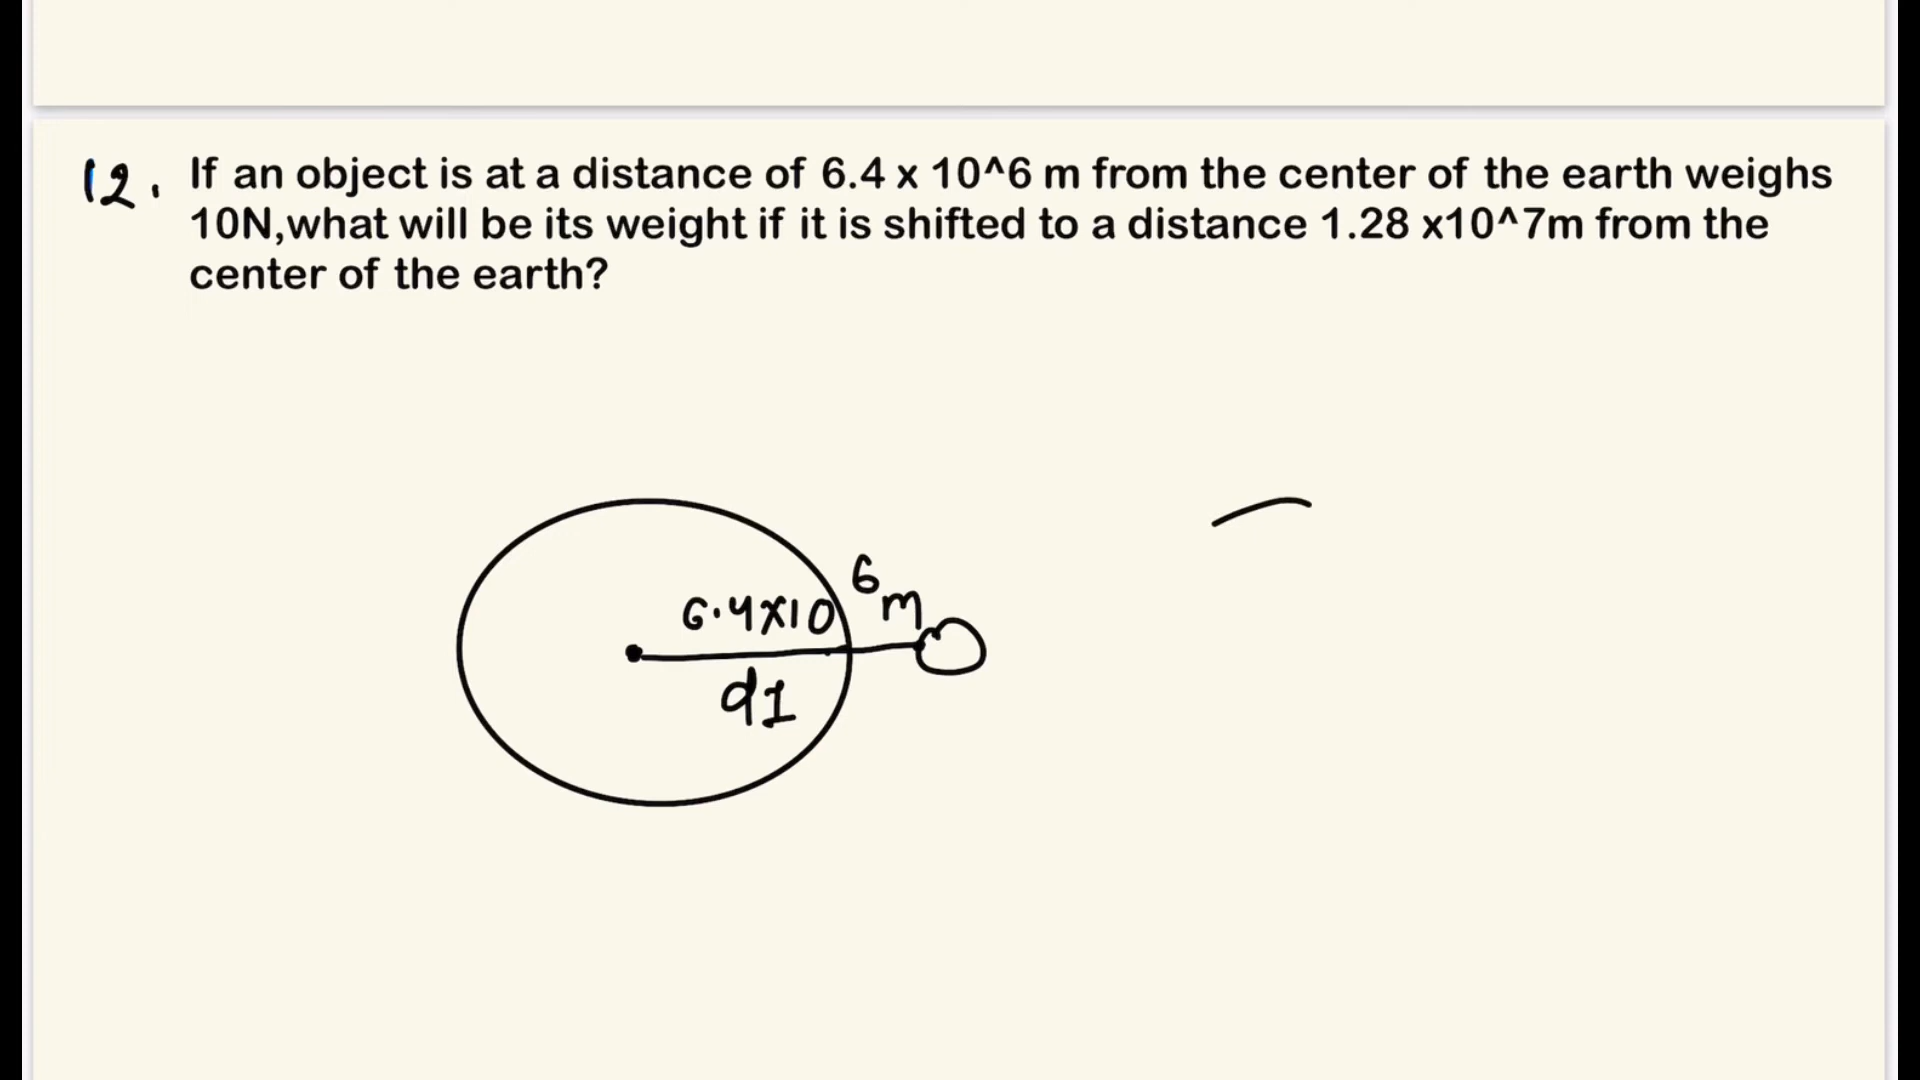 12. If an object is at a distance of 6.4 x 10^6 m from the center of the earth weighs
10N,what will be its weight if it is shifted to a distance 1.28 x10^7m from the
center of the earth?
6.4x10⁶m
d1